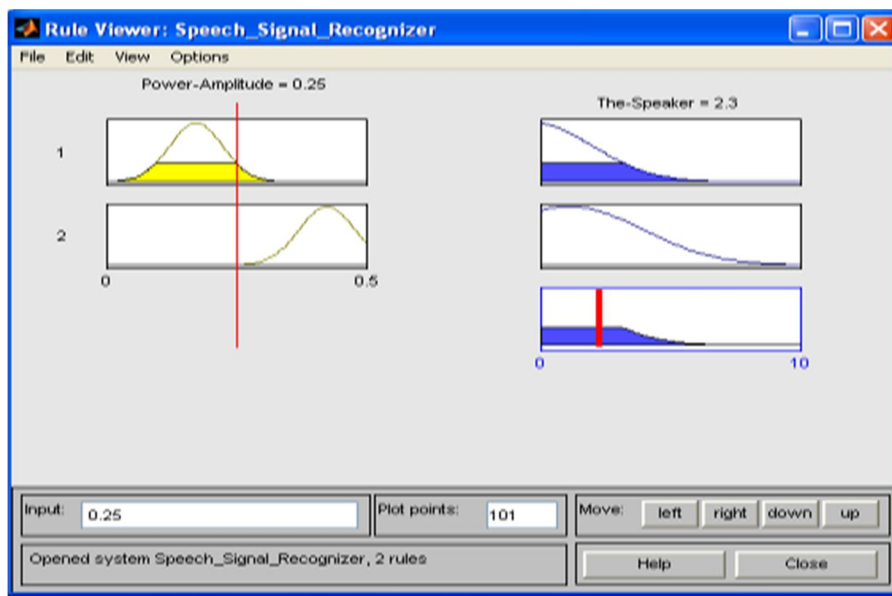 Rule Viewer: Speech_Signal_Recognizer
File Edit View Options
Power-Amplitude = 0.25
The-Speaker = 2.3
1
2
0 0.5
0 10
Input: 0.25
Plot points: 101
Move: left right down up
Opened system Speech_Signal_Recognizer, 2 rules
Help Close